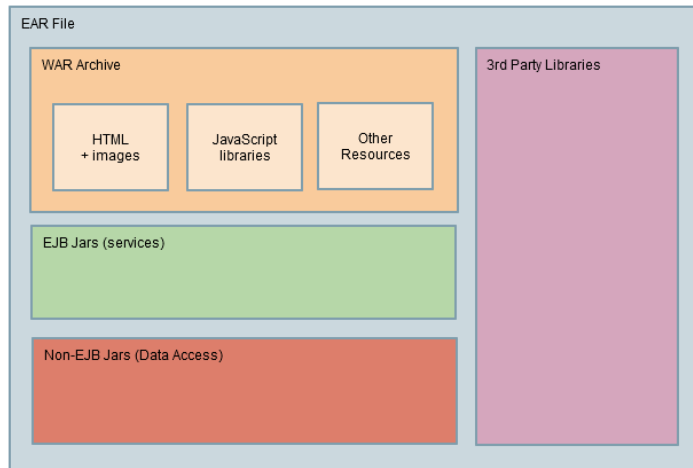 EAR File
WAR Archive
HTML
+ images
JavaScript
libraries
Other
Resources
3rd Party Libraries
EJB Jars (services)
Non-EJB Jars (Data Access)